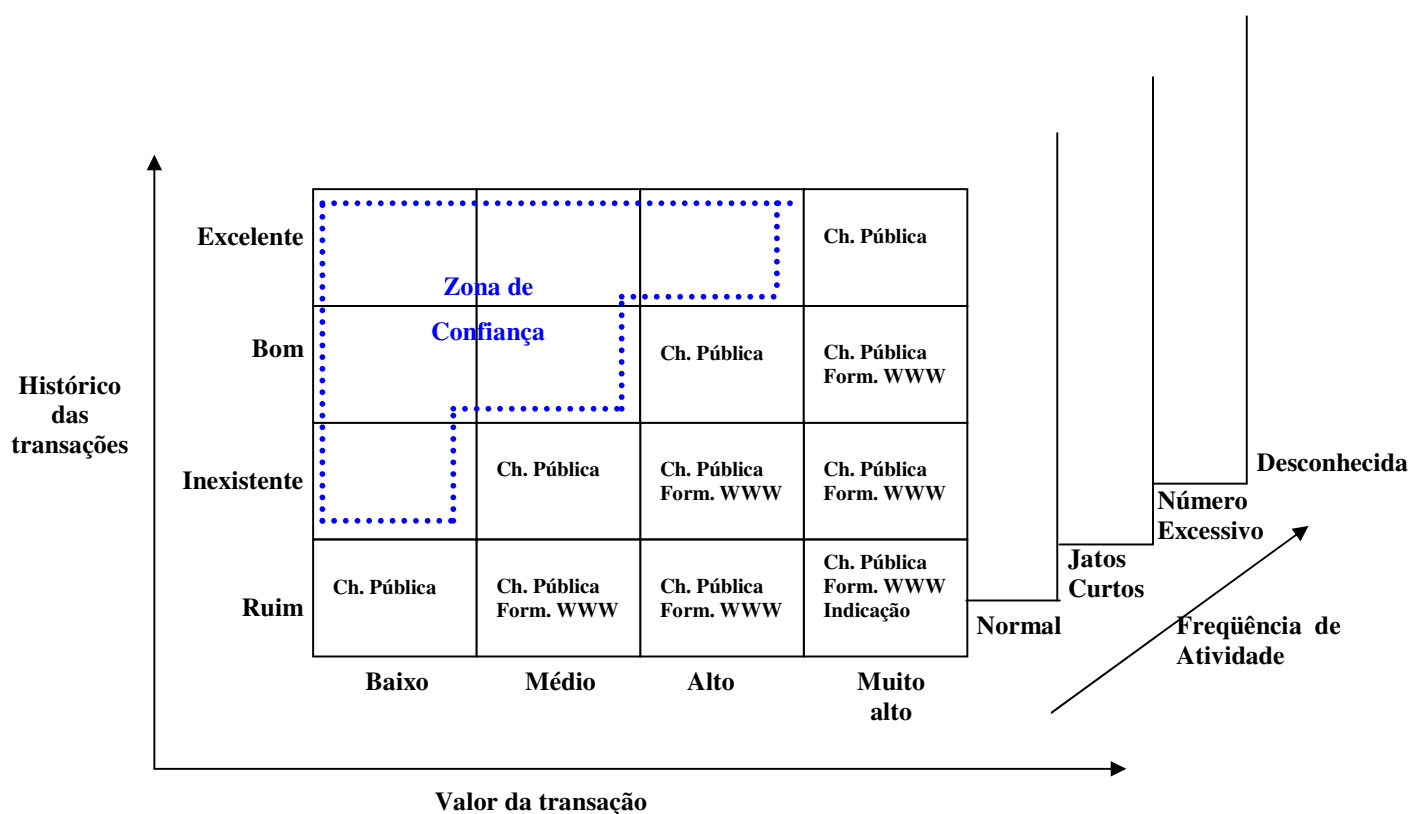 Excelente
Ch. Pública
Zona de
Confiança
Bom
Ch. Pública
Ch. Pública
Form. WWW
Histórico
das
transações
Inexistente
Ch. Pública
Ch. Pública
Form. WWW
Ch. Pública
Form. WWW
Desconhecida
Número
Excessivo
Ruim
Ch. Pública
Ch. Pública
Form. WWW
Ch. Pública
Form. WWW
Ch. Pública
Form. WWW
Indicação
Jatos
Curtos
Normal
Freqüência de
Atividade
Baixo
Médio
Alto
Muito
alto
Valor da transação